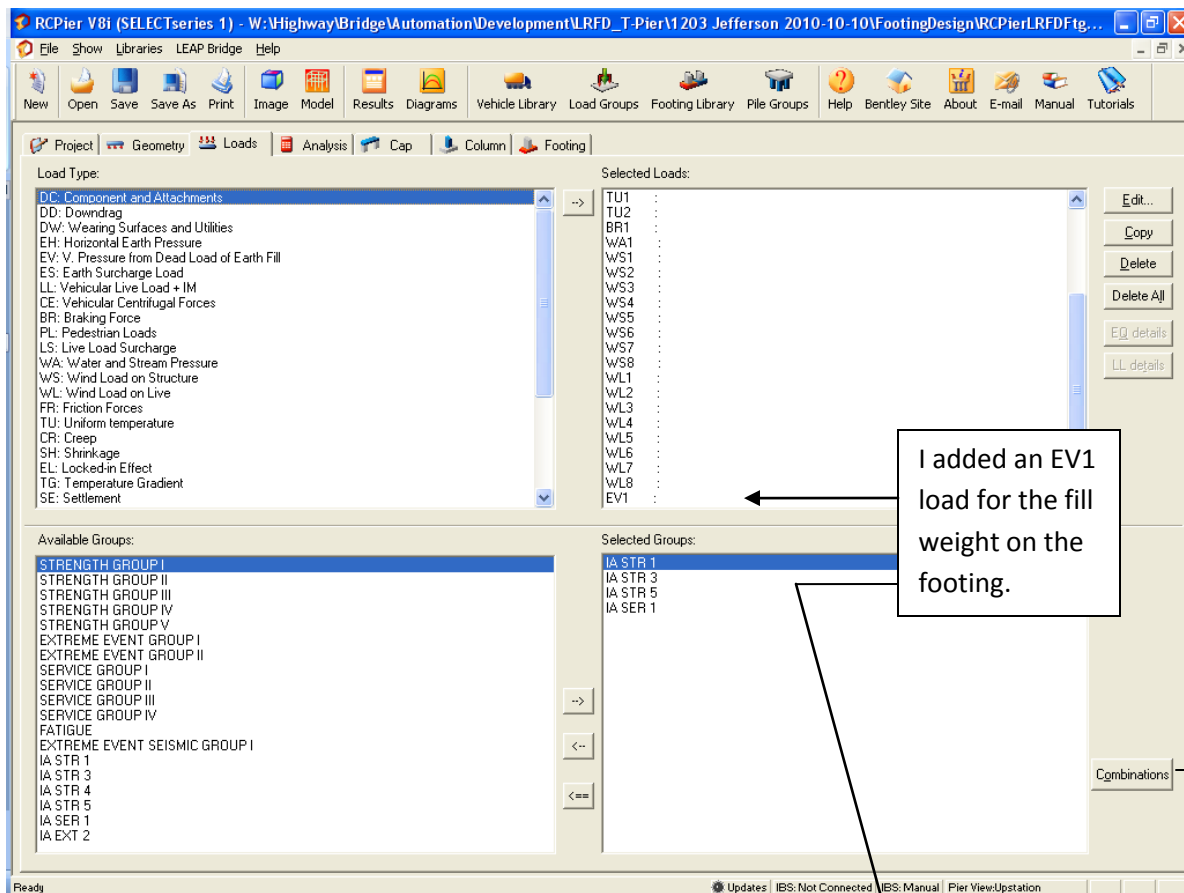 RCPier V8i (SELECTseries 1) - W:\Highway\Bridge\Automation\Development\LRFD_T-Pier\1203 Jefferson 2010-10-10\FootingDesign\RCPierLRFDFtg...
File Show Libraries LEAP Bridge Help
New Open Save Save As Print Image Model Results Diagrams Vehicle Library Load Groups Footing Library Pile Groups Help Bentley Site About E-mail Manual Tutorials
Project Geometry Loads Analysis Cap Column Footing
Load Type:
DC: Component and Attachments
DD: Downdrag
DW: Wearing Surfaces and Utilities
EH: Horizontal Earth Pressure
EV: V. Pressure from Dead Load of Earth Fill
ES: Earth Surcharge Load
LL: Vehicular Live Load + IM
CE: Vehicular Centrifugal Forces
BR: Braking Force
PL: Pedestrian Loads
LS: Live Load Surcharge
WA: Water and Stream Pressure
WS: Wind Load on Structure
WL: Wind Load on Live
FR: Friction Forces
TU: Uniform temperature
CR: Creep
SH: Shrinkage
EL: Locked-in Effect
TG: Temperature Gradient
SE: Settlement
-->
Selected Loads:
TU1 :
TU2 :
BR1 :
WA1 :
WS1 :
WS2 :
WS3 :
WS4 :
WS5 :
WS6 :
WS7 :
WS8 :
WL1 :
WL2 :
WL3 :
WL4 :
WL5 :
WL6 :
WL7 :
WL8 :
EV1 :
Edit...
Copy
Delete
Delete All
EQ details
LL details
I added an EV1
load for the fill
weight on the
footing.
Available Groups:
STRENGTH GROUP I
STRENGTH GROUP II
STRENGTH GROUP III
STRENGTH GROUP IV
STRENGTH GROUP V
EXTREME EVENT GROUP I
EXTREME EVENT GROUP II
SERVICE GROUP I
SERVICE GROUP II
SERVICE GROUP III
SERVICE GROUP IV
FATIGUE
EXTREME EVENT SEISMIC GROUP I
IA STR 1
IA STR 3
IA STR 4
IA STR 5
IA SER 1
IA EXT 2
-->
<--
<==
Selected Groups:
IA STR 1
IA STR 3
IA STR 5
IA SER 1
Combinations
Ready
Updates IBS: Not Connected IBS: Manual Pier View:Upstation